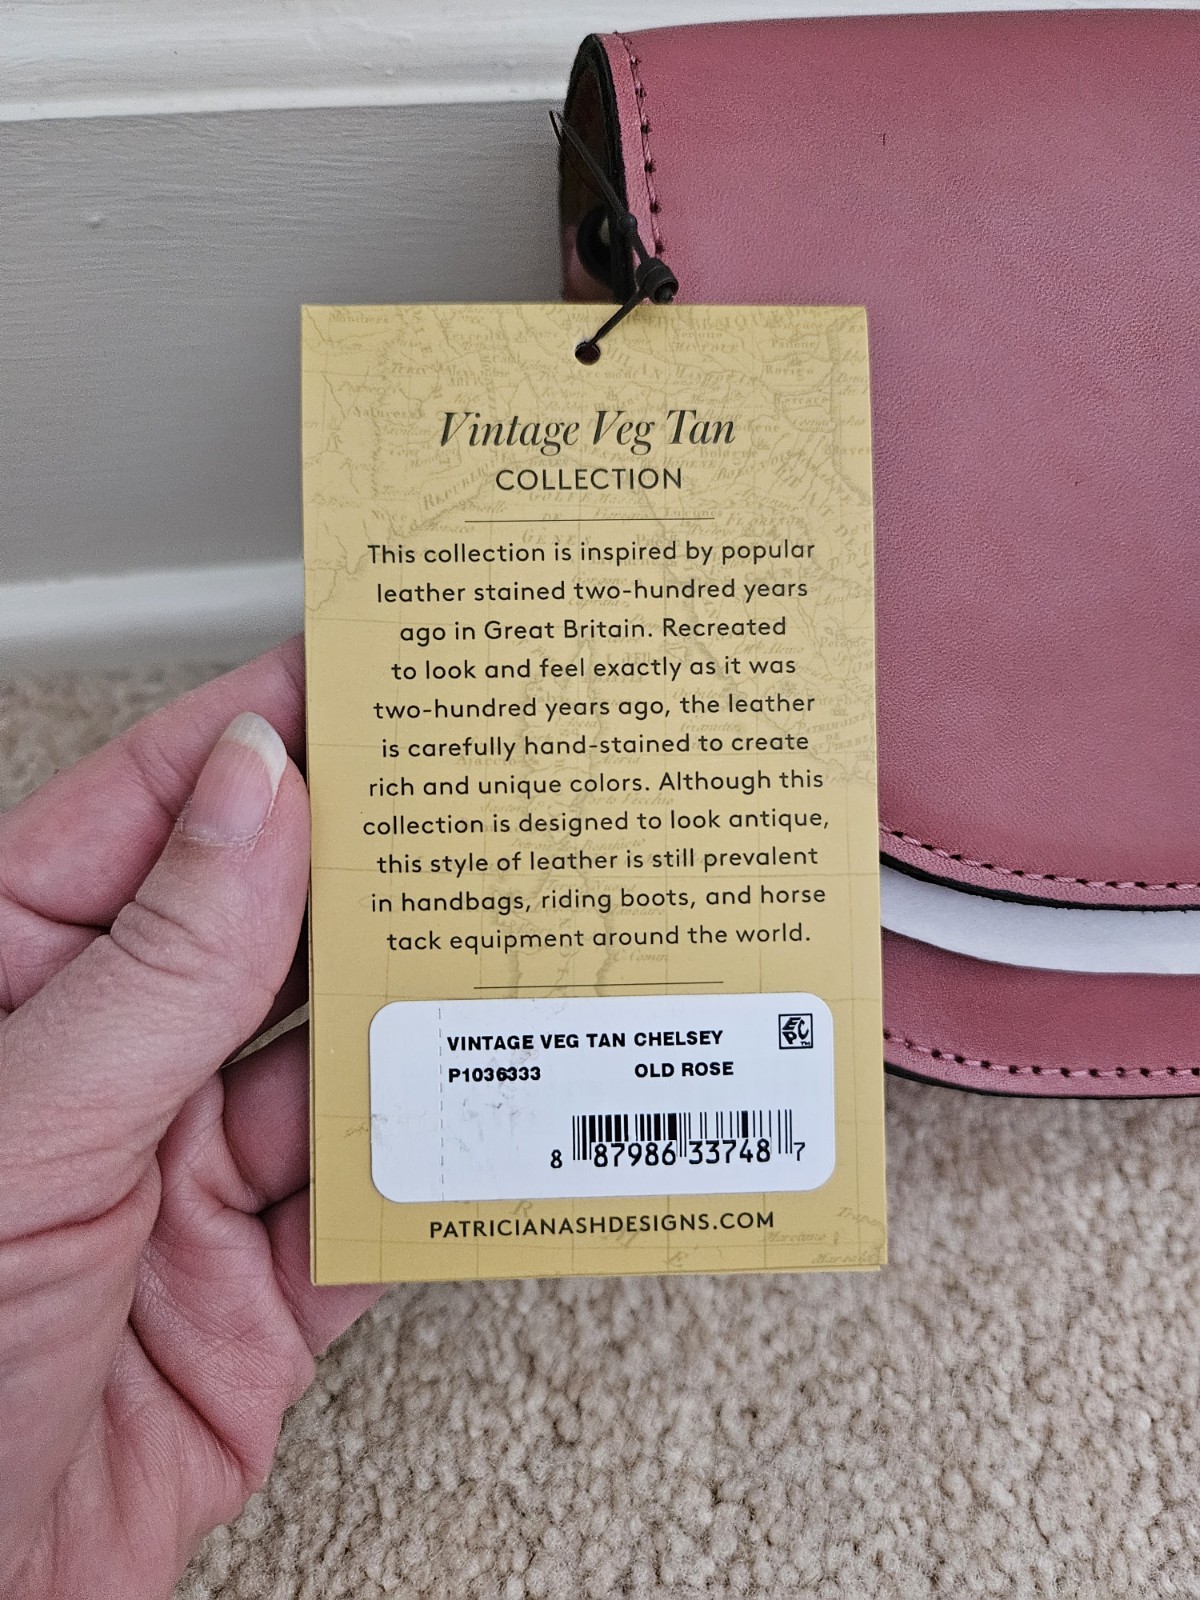 Vintage Veg Tan
COLLECTION
This collection is inspired by popular
leather stained two-hundred years
ago in Great Britain. Recreated
to look and feel exactly as it was
two-hundred years ago, the leather
is carefully hand-stained to create
rich and unique colors. Although this
collection is designed to look antique,
this style of leather is still prevalent
in handbags, riding boots, and horse
tack equipment around the world.
VINTAGE VEG TAN CHELSEY
EPC
P1036333 OLD ROSE
8 87986 33748 7
PATRICIANASHDESIGNS.COM